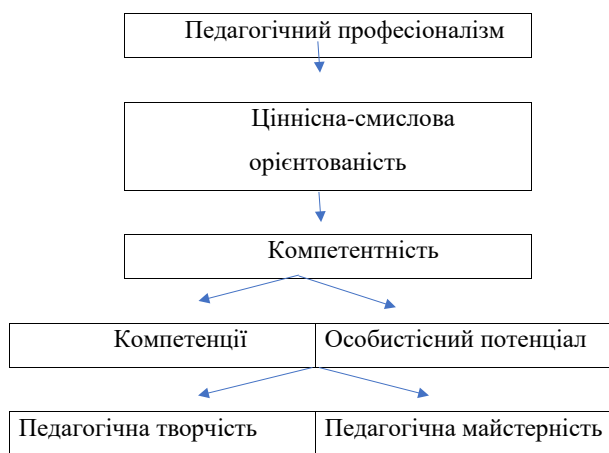 Педагогічний професіоналізм
Ціннісна-смислова
орієнтованість
Компетентність
Компетенції
Особистісний потенціал
Педагогічна творчість
Педагогічна майстерність